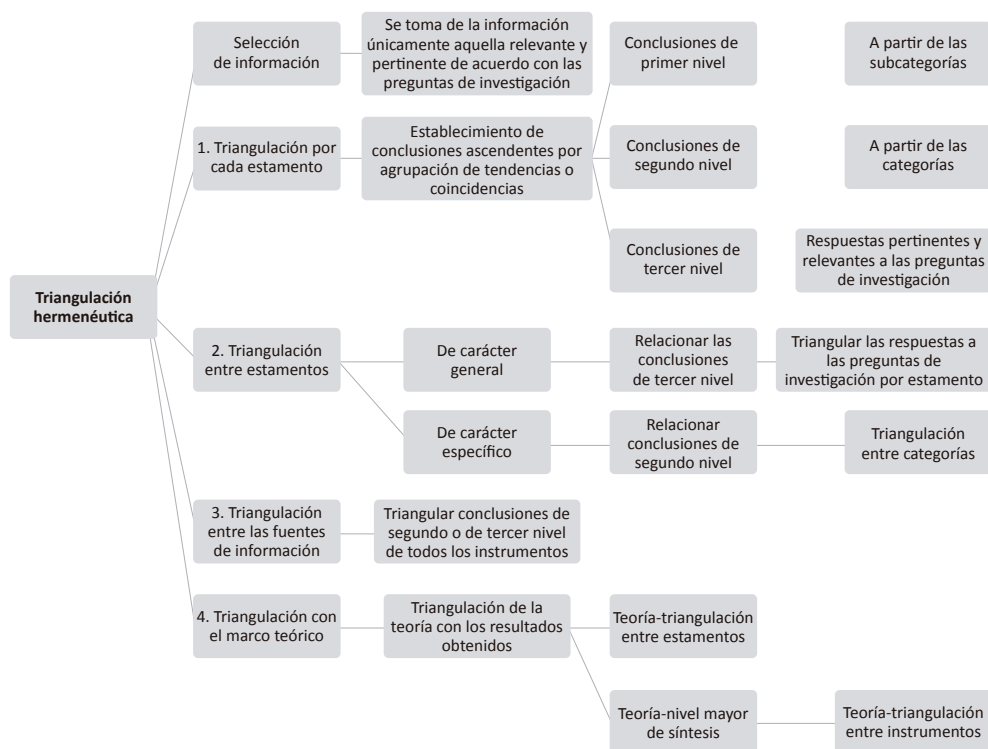 Triangulación
hermenéutica
Selección
de información
Se toma de la información
únicamente aquella relevante y
pertinente de acuerdo con las
preguntas de investigación
1. Triangulación por
cada estamento
Establecimiento de
conclusiones ascendentes por
agrupación de tendencias o
coincidencias
Conclusiones de
primer nivel
A partir de las
subcategorías
Conclusiones de
segundo nivel
A partir de las
categorías
Conclusiones de
tercer nivel
Respuestas pertinentes y
relevantes a las preguntas
de investigación
2. Triangulación
entre estamentos
De carácter
general
Relacionar las
conclusiones
de tercer nivel
Triangular las respuestas a
las preguntas de
investigación por estamento
De carácter
específico
Relacionar
conclusiones de
segundo nivel
Triangulación
entre categorías
3. Triangulación
entre las fuentes
de información
Triangular conclusiones de
segundo o de tercer nivel
de todos los instrumentos
4. Triangulación con
el marco teórico
Triangulación de la
teoría con los resultados
obtenidos
Teoría-triangulación
entre estamentos
Teoría-nivel mayor
de síntesis
Teoría-triangulación
entre instrumentos